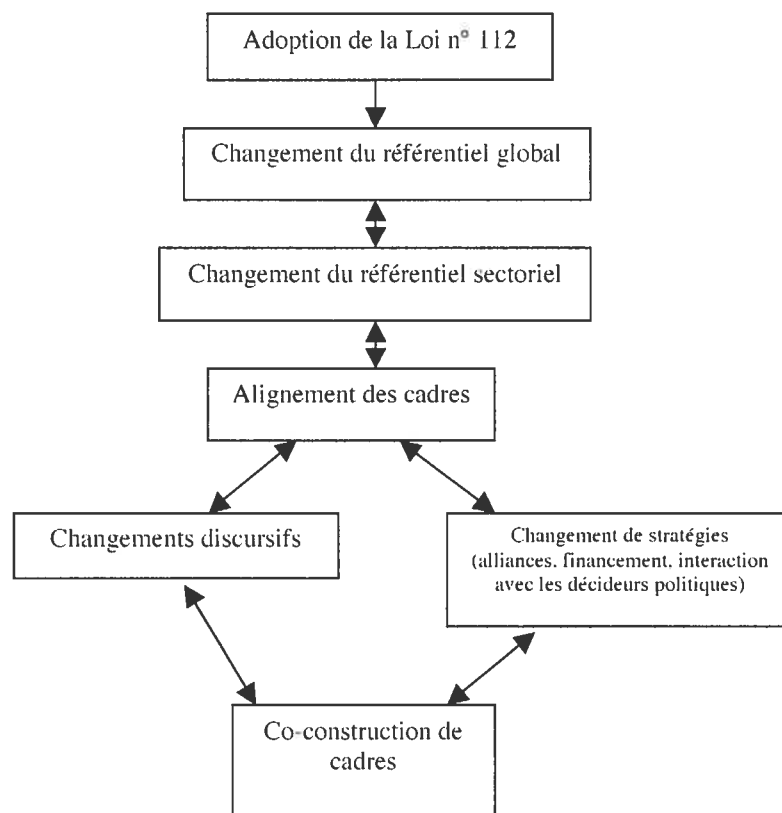 Adoption de la Loi n° 112
Changement du référentiel global
Changement du référentiel sectoriel
Alignement des cadres
Changements discursifs
Changement de stratégies
(alliances, financement, interaction
avec les décideurs politiques)
Co-construction de
cadres